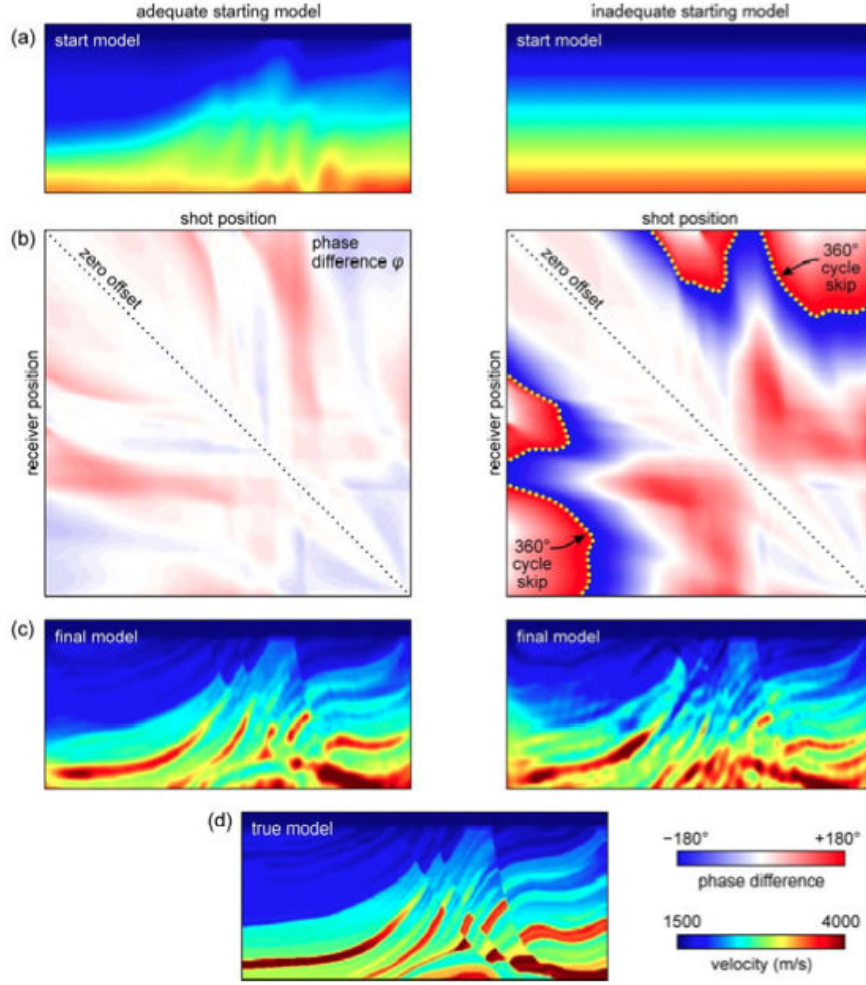 adequate starting model
inadequate starting model
(a)
start model
start model
shot position
shot position
(b)
phase
difference φ
zero offset
receiver position
zero offset
360°
cycle
skip
receiver position
360°
cycle
skip
(c)
final model
final model
(d)
true model
−180°
+180°
phase difference
1500
4000
velocity (m/s)